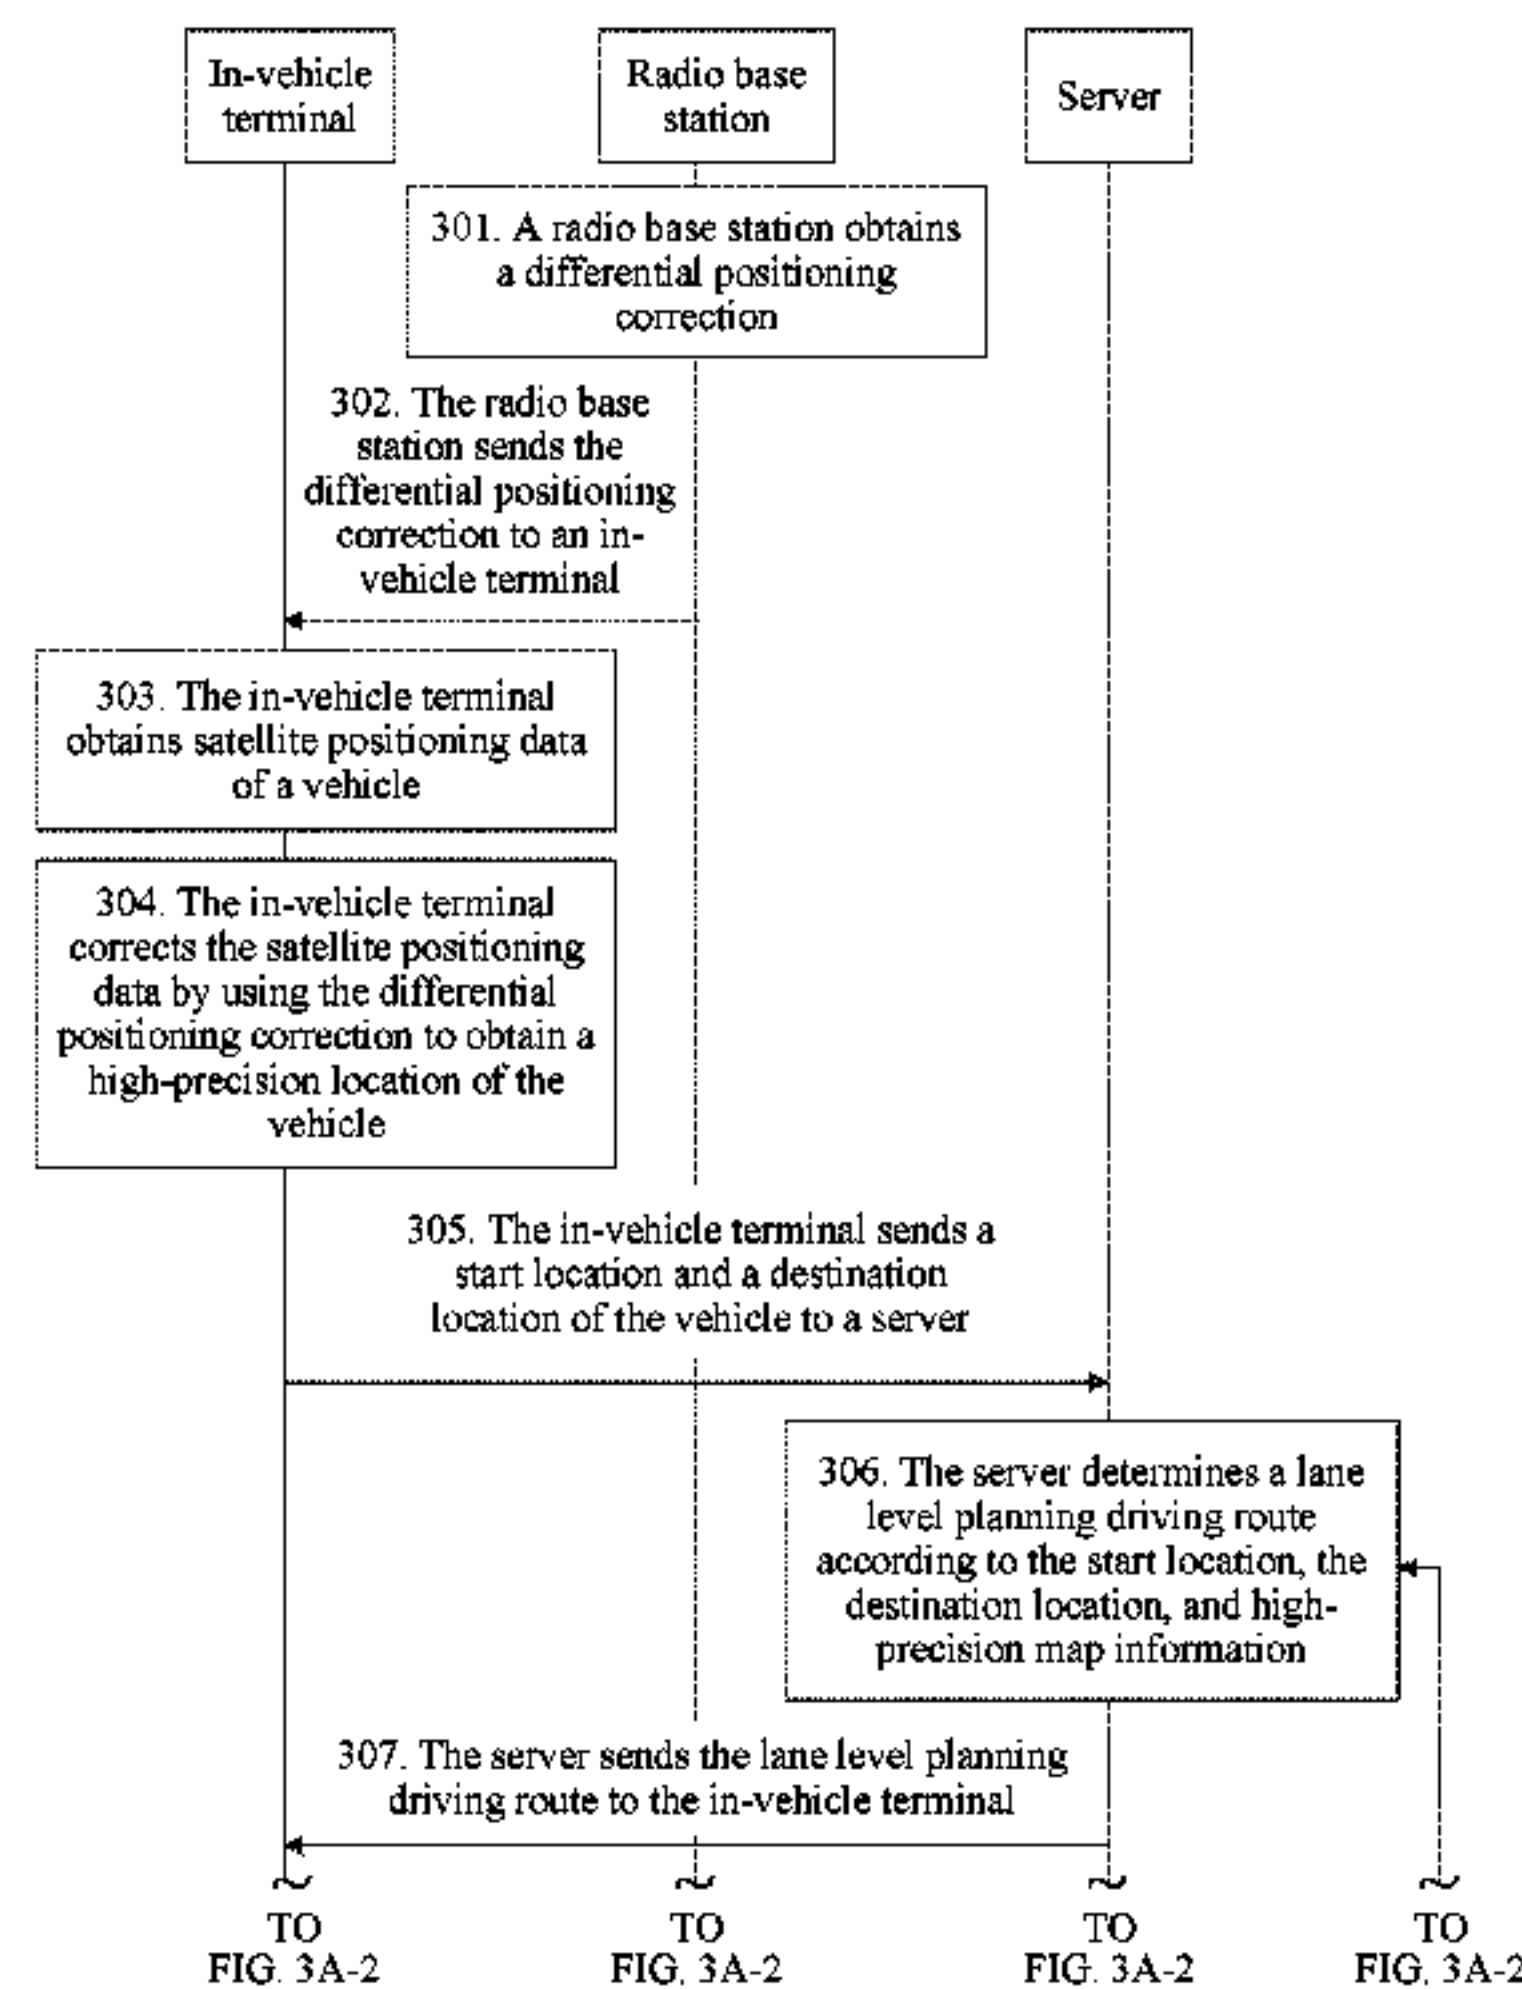 In-vehicle
terminal
Radio base
station
Server
301. A radio base station obtains
a differential positioning
correction
302. The radio base
station sends the
differential positioning
correction to an in-
vehicle terminal
303. The in-vehicle terminal
obtains satellite positioning data
of a vehicle
304. The in-vehicle terminal
corrects the satellite positioning
data by using the differential
positioning correction to obtain a
high-precision location of the
vehicle
305. The in-vehicle terminal sends a
start location and a destination
location of the vehicle to a server
306. The server determines a lane
level planning driving route
according to the start location, the
destination location, and high-
precision map information
307. The server sends the lane level planning
driving route to the in-vehicle terminal
TO
FIG. 3A-2
TO
FIG. 3A-2
TO
FIG. 3A-2
TO
FIG. 3A-2